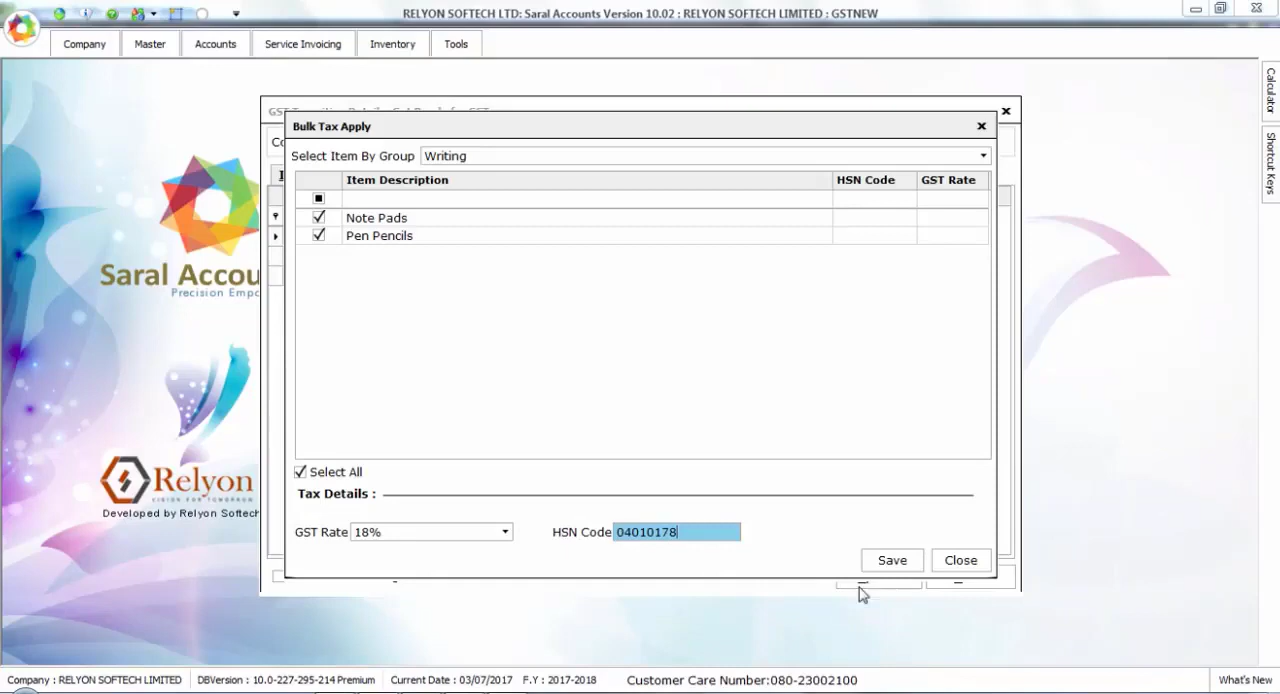 RELYON SOFTECH LTD: Saral Accounts Version 10.02 : RELYON SOFTECH LIMITED : GSTNEW
Company Master Accounts Service Invoicing Inventory Tools
Calculator
Shortcut Keys
Bulk Tax Apply
Select Item By Group Writing
Item Description HSN Code GST Rate
Note Pads
Pen Pencils
Saral Accou
Precision Empo
Select All
Tax Details :
GST Rate 18% HSN Code 04010178
Save Close
Relyon
VISION FOR TOMORROW
Developed by Relyon Softech
Company : RELYON SOFTECH LIMITED DBVersion : 10.0-227-295-214 Premium Current Date : 03/07/2017 F.Y : 2017-2018 Customer Care Number:080-23002100 What's New